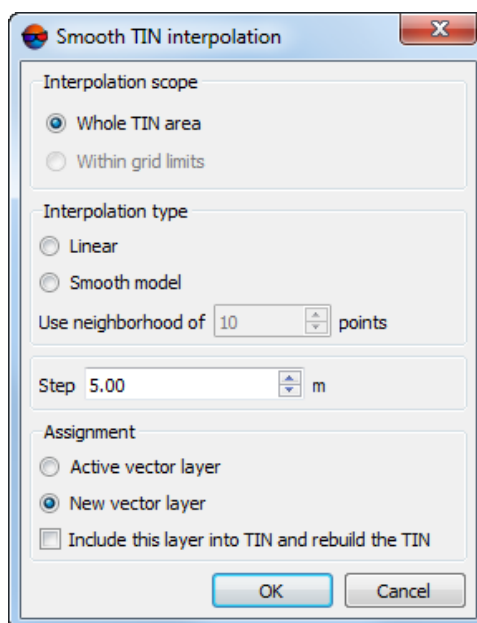 Smooth TIN interpolation
Interpolation scope
Whole TIN area
Within grid limits
Interpolation type
Linear
Smooth model
Use neighborhood of 10 points
Step 5.00 m
Assignment
Active vector layer
New vector layer
Include this layer into TIN and rebuild the TIN
OK Cancel